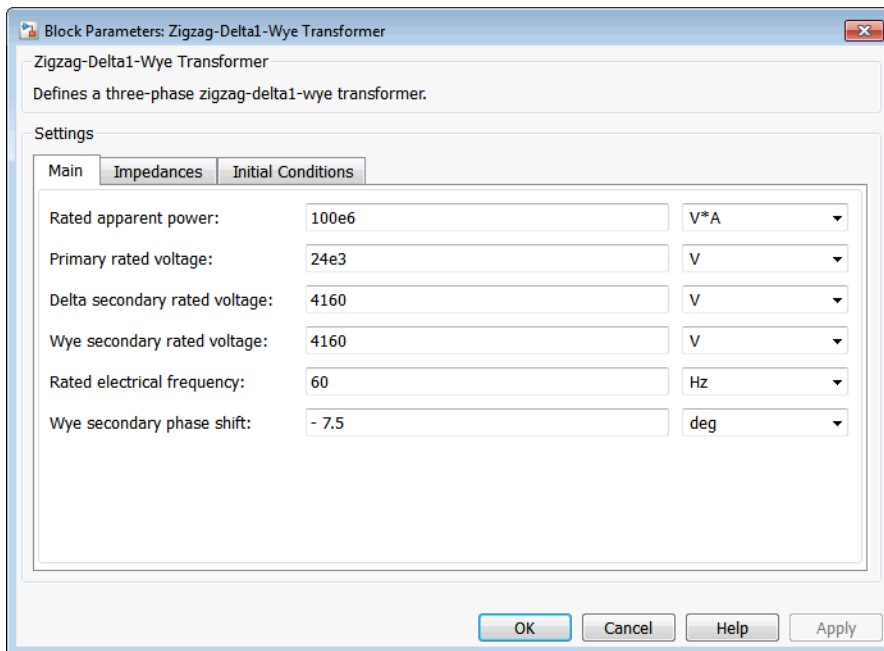 Block Parameters: Zigzag-Delta1-Wye Transformer
Zigzag-Delta1-Wye Transformer
Defines a three-phase zigzag-delta1-wye transformer.
Settings
Main Impedances Initial Conditions
Rated apparent power: 100e6 V*A
Primary rated voltage: 24e3 V
Delta secondary rated voltage: 4160 V
Wye secondary rated voltage: 4160 V
Rated electrical frequency: 60 Hz
Wye secondary phase shift: - 7.5 deg
OK Cancel Help Apply